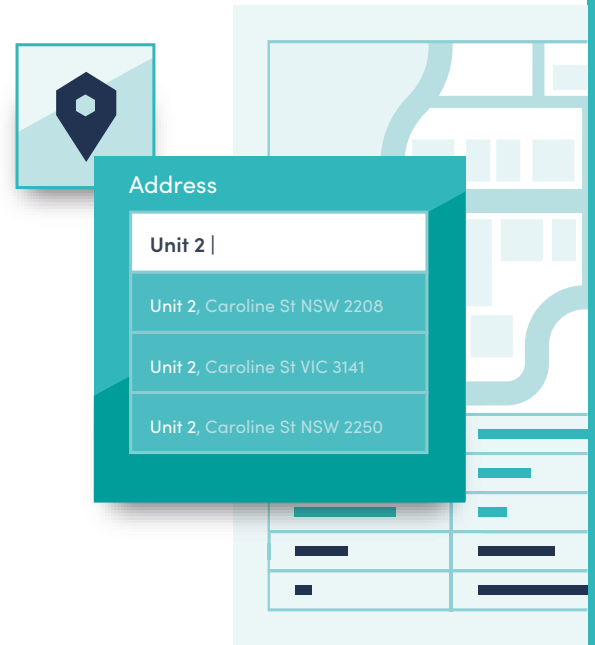 Address
Unit 2 |
Unit 2, Caroline St NSW 2208
Unit 2, Caroline St VIC 3141
Unit 2, Caroline St NSW 2250